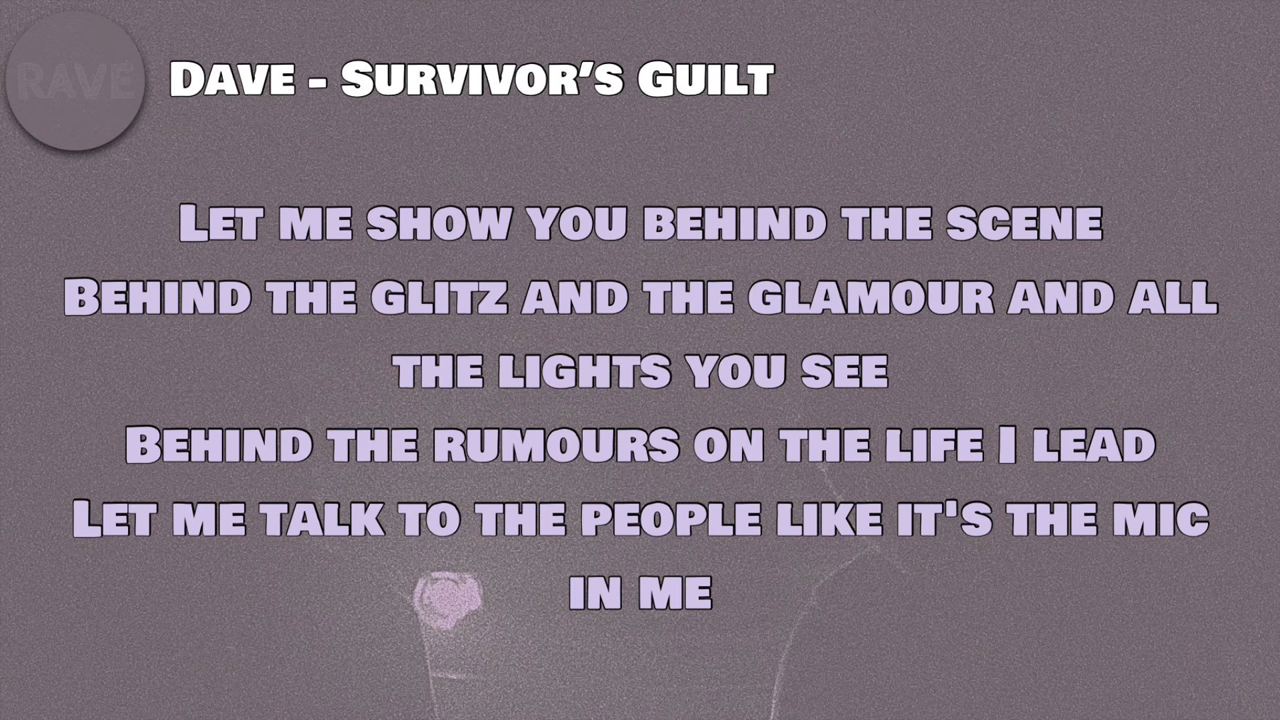 RAVE
Dave - Survivor's Guilt
Let me show you behind the scene
Behind the glitz and the glamour and all
the lights you see
Behind the rumours on the life I lead
Let me talk to the people like it's the mic
in me